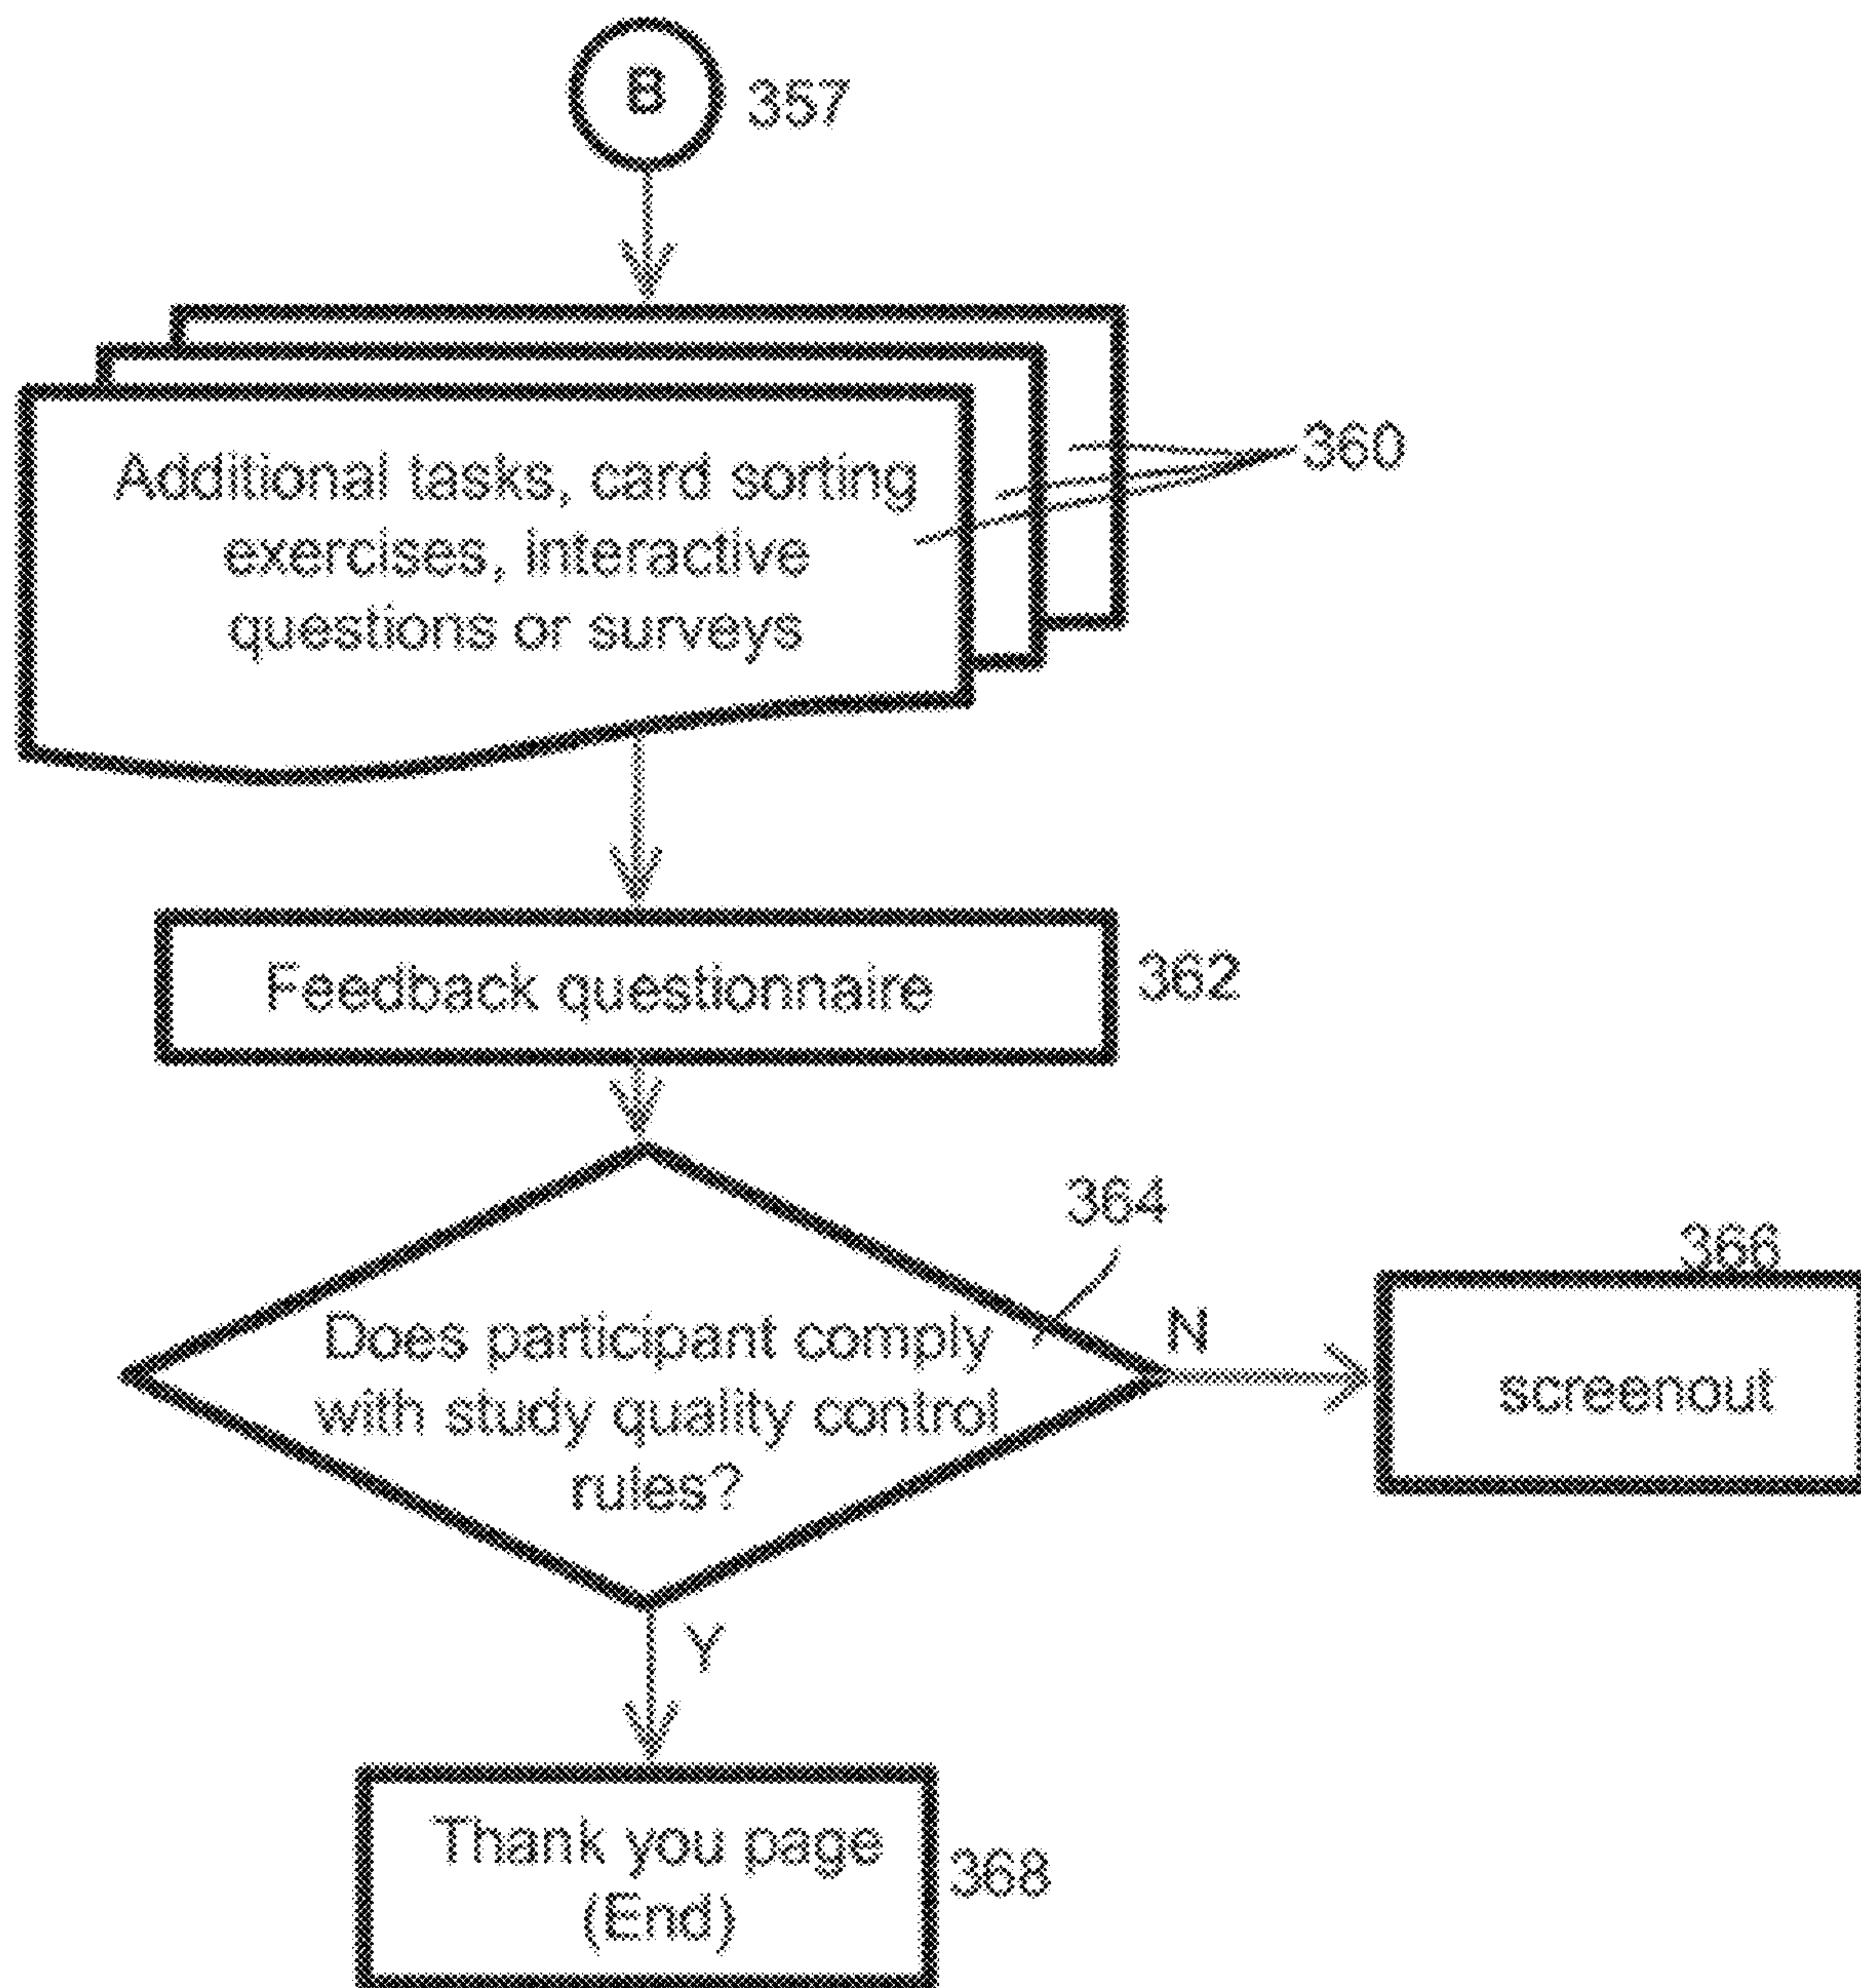 B
357
Additional tasks, card sorting
exercises, interactive
questions or surveys
360
Feedback questionnaire
362
364
Does participant comply
with study quality control
rules?
N
366
screenout
Y
Thank you page
(End)
368